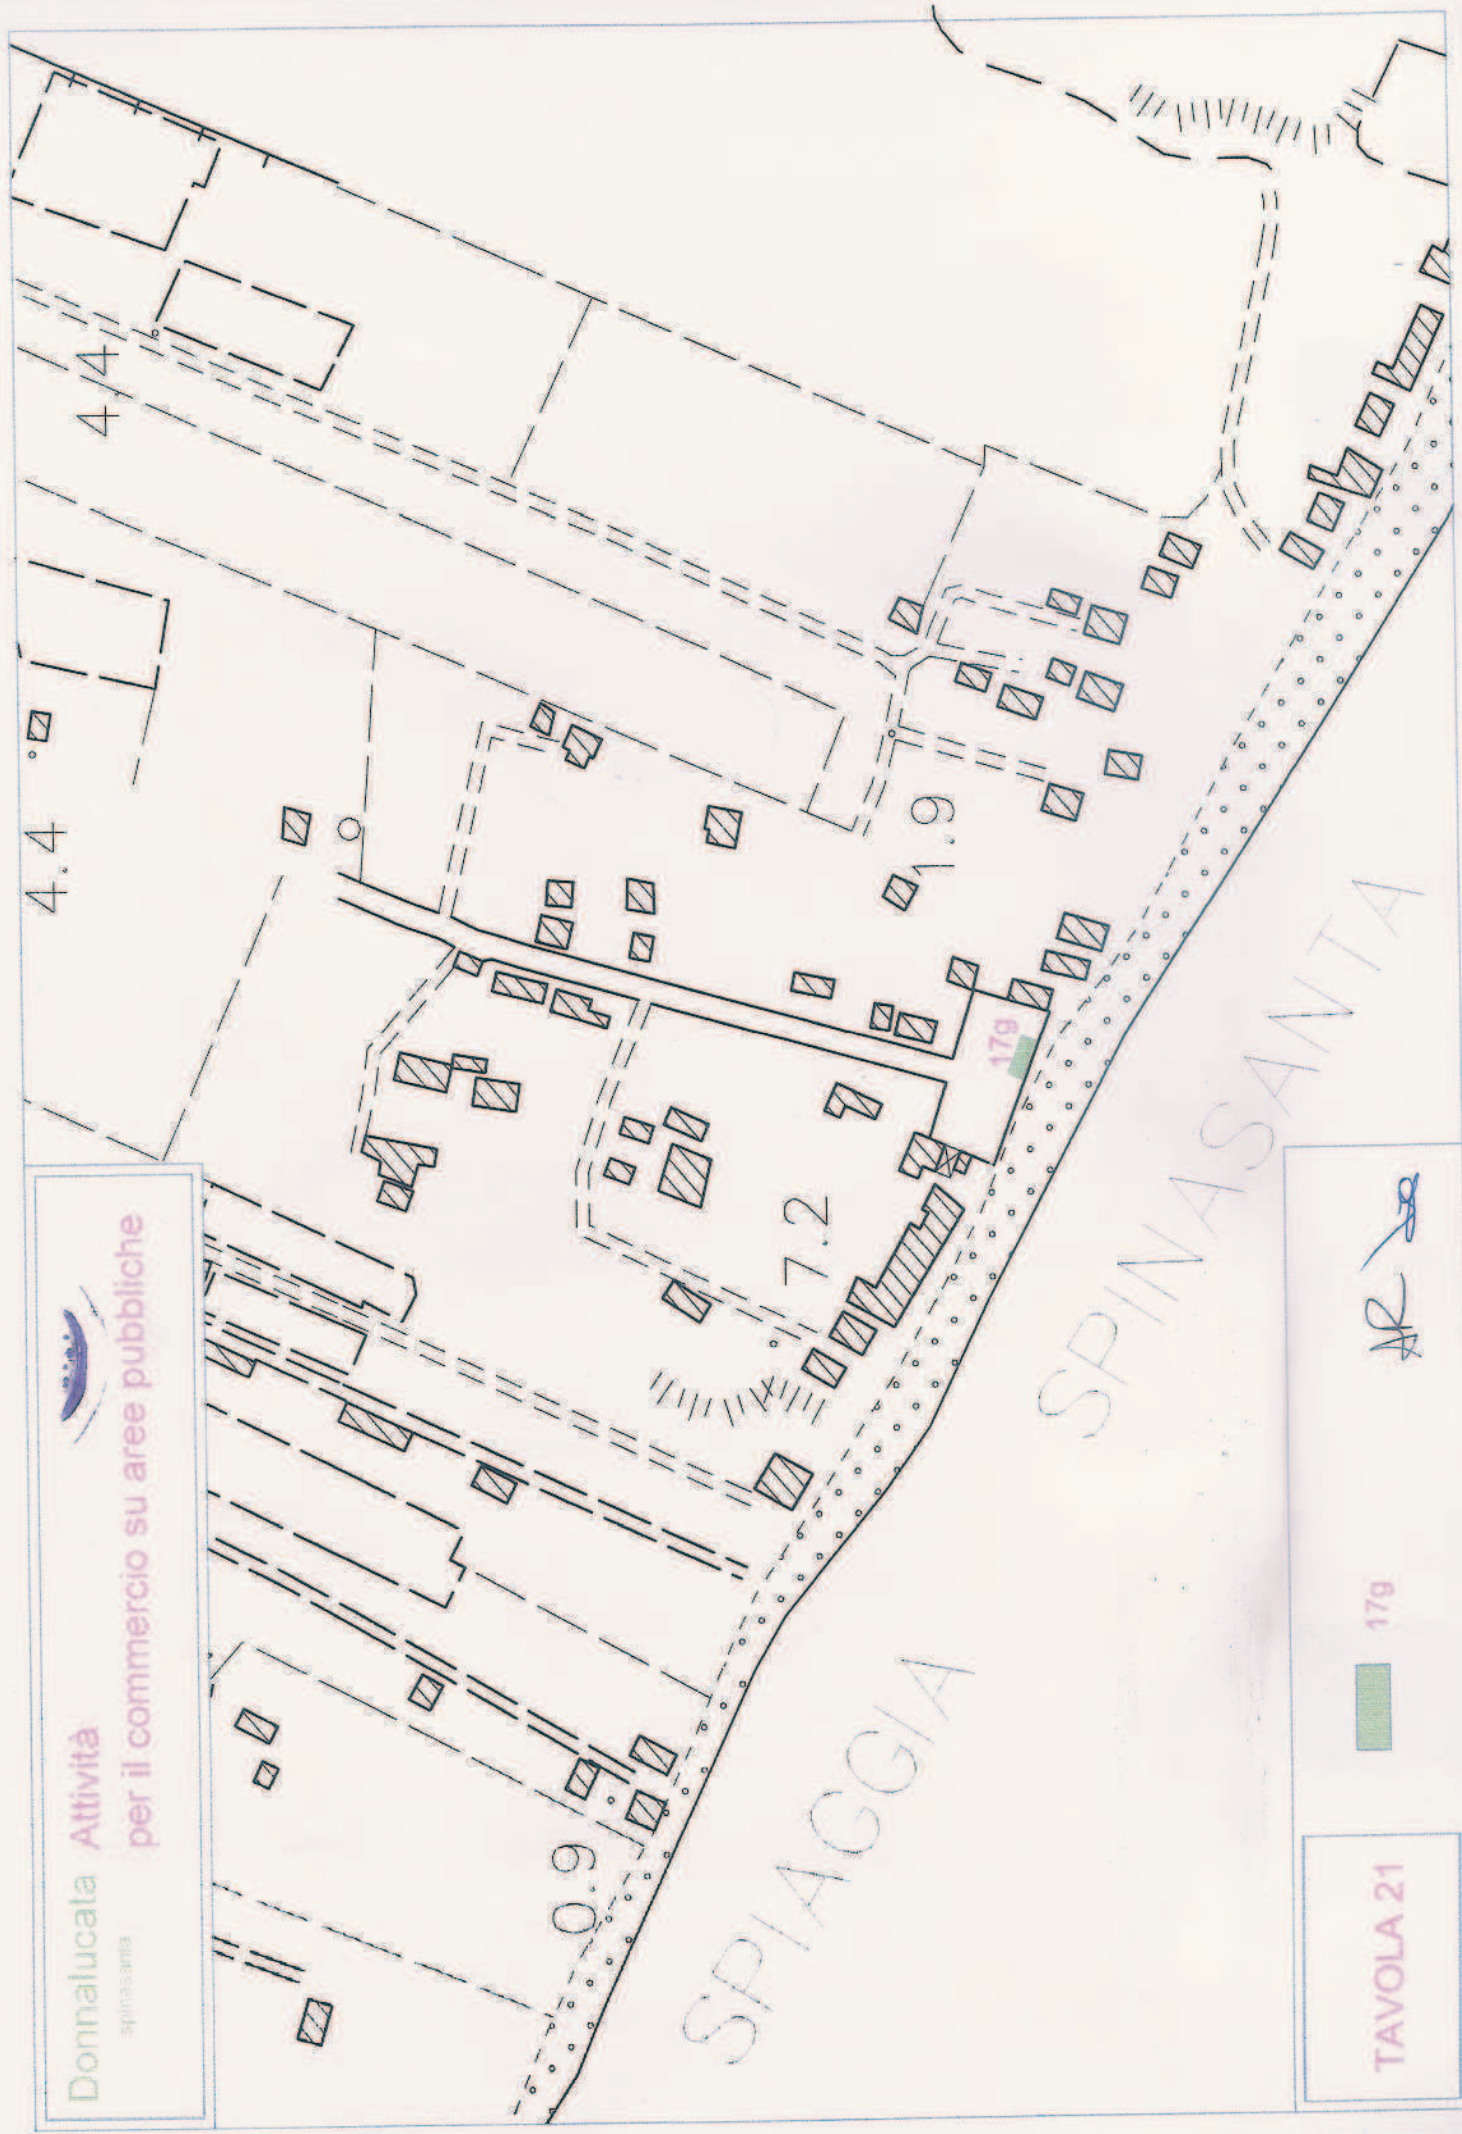 Donnalucata Attività
spinasanta
per il commercio su aree pubbliche
4.4
4.4
1.9
17g
7.2
0.9
SPIAGGIA SPINASANTA
17g
TAVOLA 21